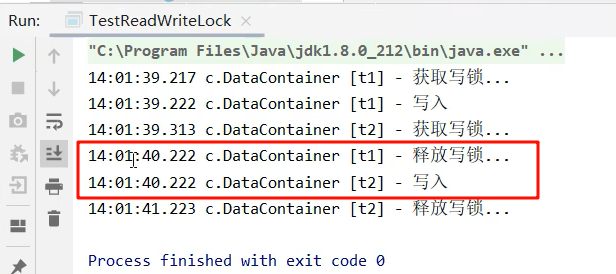 Run: TestReadWriteLock
"C:\Program Files\Java\jdk1.8.0_212\bin\java.exe" ...
14:01:39.217 c.DataContainer [t1] - 获取写锁...
14:01:39.222 c.DataContainer [t1] - 写入
14:01:39.313 c.DataContainer [t2] - 获取写锁...
14:01:40.222 c.DataContainer [t1] - 释放写锁...
14:01:40.222 c.DataContainer [t2] - 写入
14:01:41.223 c.DataContainer [t2] - 释放写锁...
Process finished with exit code 0